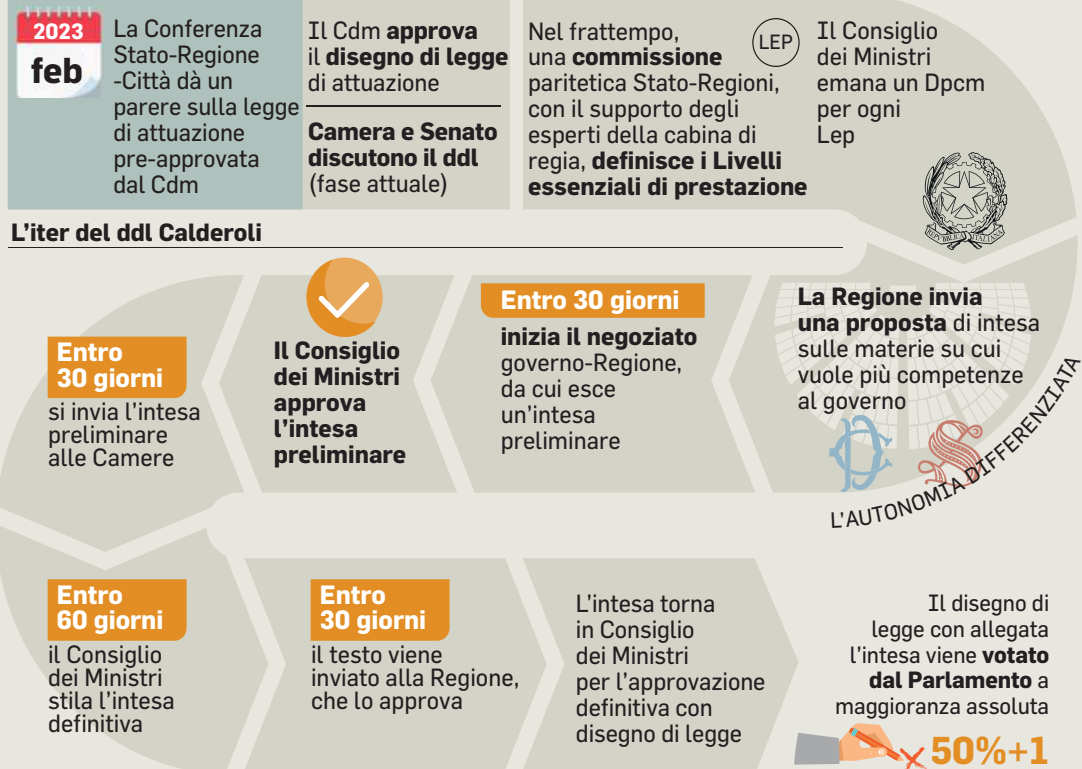 2023
feb
La Conferenza
Stato-Regione
-Città dà un
parere sulla legge
di attuazione
pre-approvata
dal Cdm
Il Cdm approva
il disegno di legge
di attuazione
Camera e Senato
discutono il ddl
(fase attuale)
Nel frattempo,
una commissione
paritetica Stato-Regioni,
con il supporto degli
esperti della cabina di
regia, definisce i Livelli
essenziali di prestazione
LEP
Il Consiglio
dei Ministri
emana un Dpcm
per ogni
Lep
REPVBBLICA ITALIANA
L'iter del ddl Calderoli
La Regione invia
una proposta di intesa
sulle materie su cui
vuole più competenze
al governo
L'AUTONOMIA DIFFERENZIATA
Entro 30 giorni
inizia il negoziato
governo-Regione,
da cui esce
un'intesa
preliminare
Il Consiglio
dei Ministri
approva
l'intesa
preliminare
Entro
30 giorni
si invia l'intesa
preliminare
alle Camere
Entro
60 giorni
il Consiglio
dei Ministri
stila l'intesa
definitiva
Entro
30 giorni
il testo viene
inviato alla Regione,
che lo approva
L'intesa torna
in Consiglio
dei Ministri
per l'approvazione
definitiva con
disegno di legge
Il disegno di
legge con allegata
l'intesa viene votato
dal Parlamento a
maggioranza assoluta
50%+1